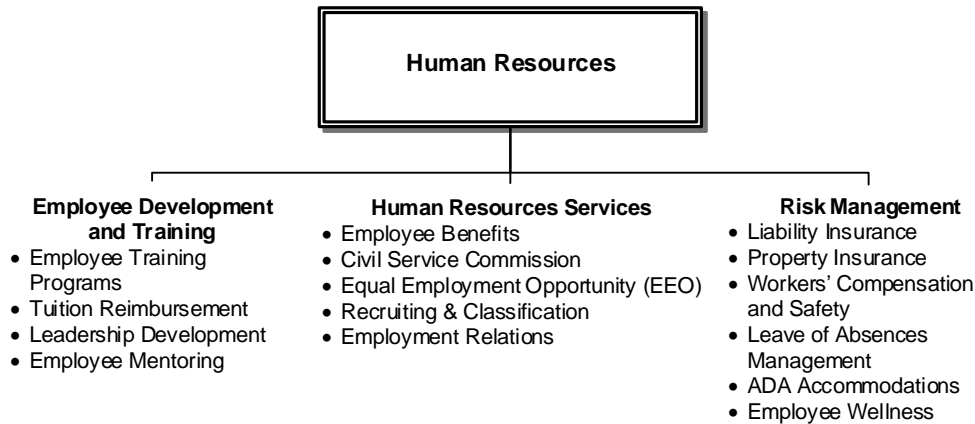 Human Resources
Employee Development
and Training
• Employee Training
Programs
• Tuition Reimbursement
• Leadership Development
• Employee Mentoring
Human Resources Services
• Employee Benefits
• Civil Service Commission
• Equal Employment Opportunity (EEO)
• Recruiting & Classification
• Employment Relations
Risk Management
• Liability Insurance
• Property Insurance
• Workers’ Compensation
and Safety
• Leave of Absences
Management
• ADA Accommodations
• Employee Wellness